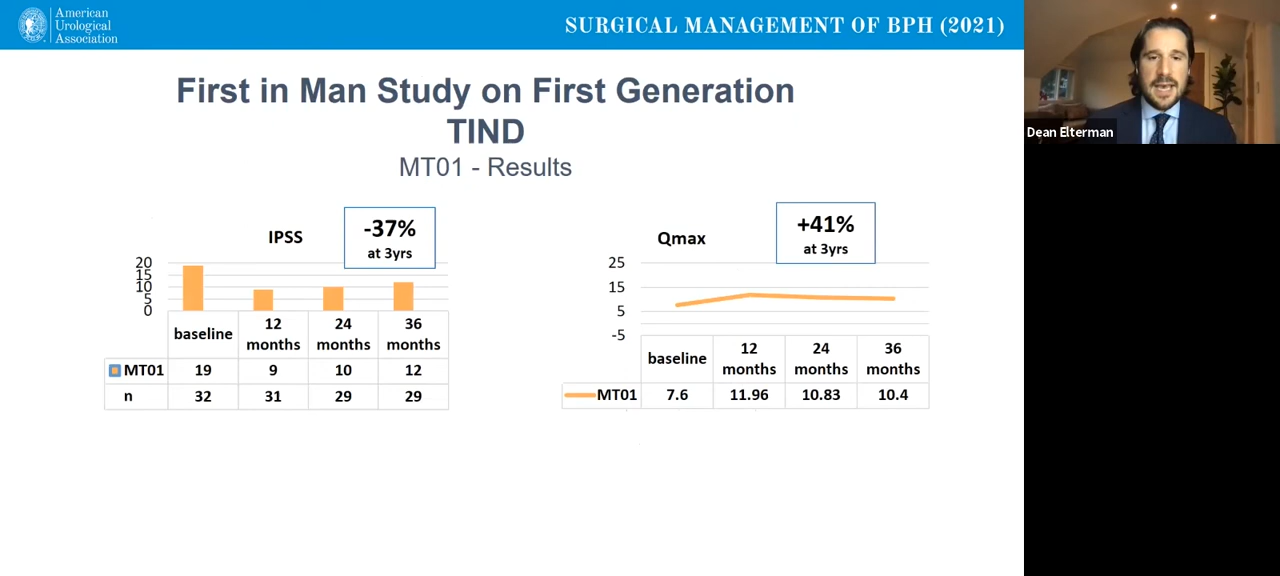 American
Urological
Association
SURGICAL MANAGEMENT OF BPH (2021)
Dean Elterman
First in Man Study on First Generation
TIND
MT01 - Results
IPSS
-37%
at 3yrs
20
15
10
5
0
baseline 12 months 24 months 36 months
MT01 19 9 10 12
n 32 31 29 29
Qmax
+41%
at 3yrs
25
15
5
-5
baseline 12 months 24 months 36 months
MT01 7.6 11.96 10.83 10.4